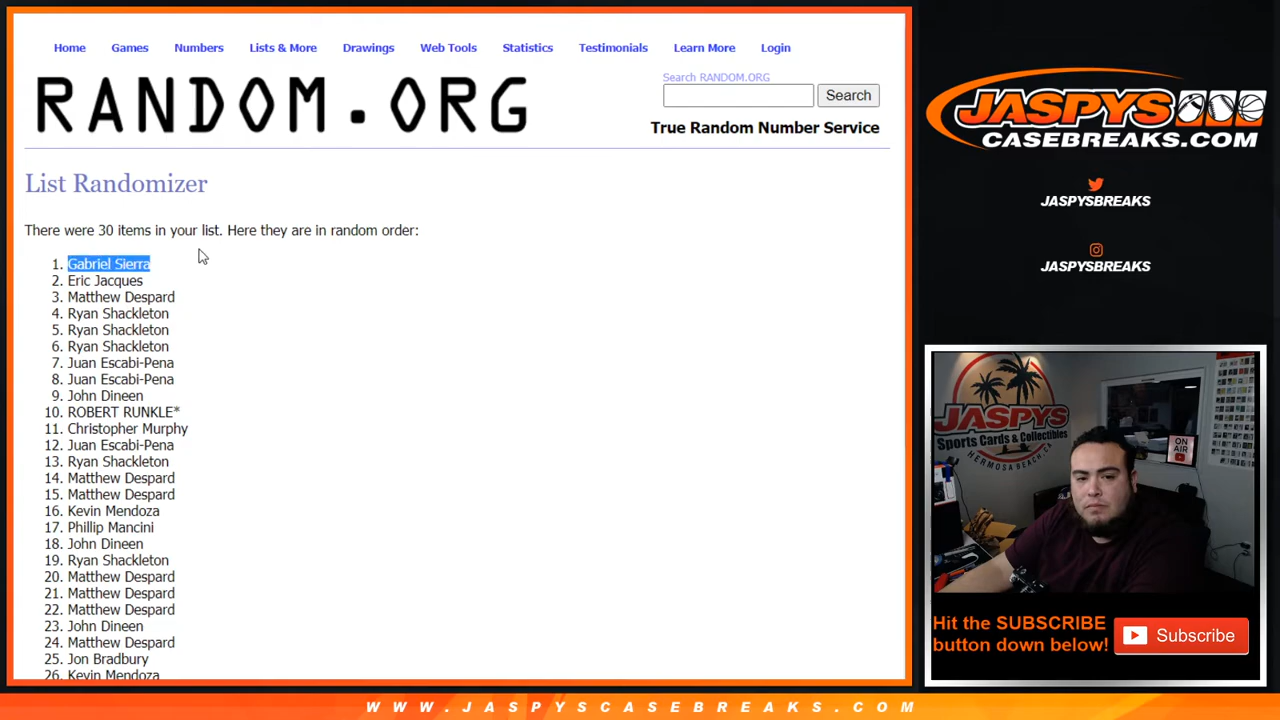 Home Games Numbers Lists & More Drawings Web Tools Statistics Testimonials Learn More Login
RANDOM.ORG
Search RANDOM.ORG
Search
True Random Number Service
List Randomizer
There were 30 items in your list. Here they are in random order:
1. Gabriel Sierra
2. Eric Jacques
3. Matthew Despard
4. Ryan Shackleton
5. Ryan Shackleton
6. Ryan Shackleton
7. Juan Escabi-Pena
8. Juan Escabi-Pena
9. John Dineen
10. ROBERT RUNKLE*
11. Christopher Murphy
12. Juan Escabi-Pena
13. Ryan Shackleton
14. Matthew Despard
15. Matthew Despard
16. Kevin Mendoza
17. Phillip Mancini
18. John Dineen
19. Ryan Shackleton
20. Matthew Despard
21. Matthew Despard
22. Matthew Despard
23. John Dineen
24. Matthew Despard
25. Jon Bradbury
26. Kevin Mendoza
JASPYS
CASEBREAKS.COM
JASPYSBREAKS
JASPYSBREAKS
JASPYS
Sports Cards & Collectibles
HERMOSA BEACH, CA
ON
AIR
Hit the SUBSCRIBE
button down below!
Subscribe
WWW.JASPYSCASEBREAKS.COM